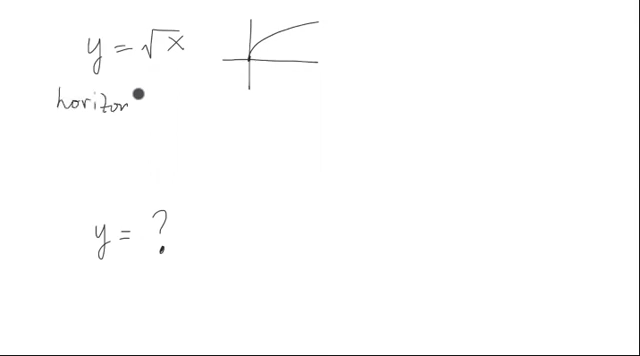 y = √x
horizon
y = ?